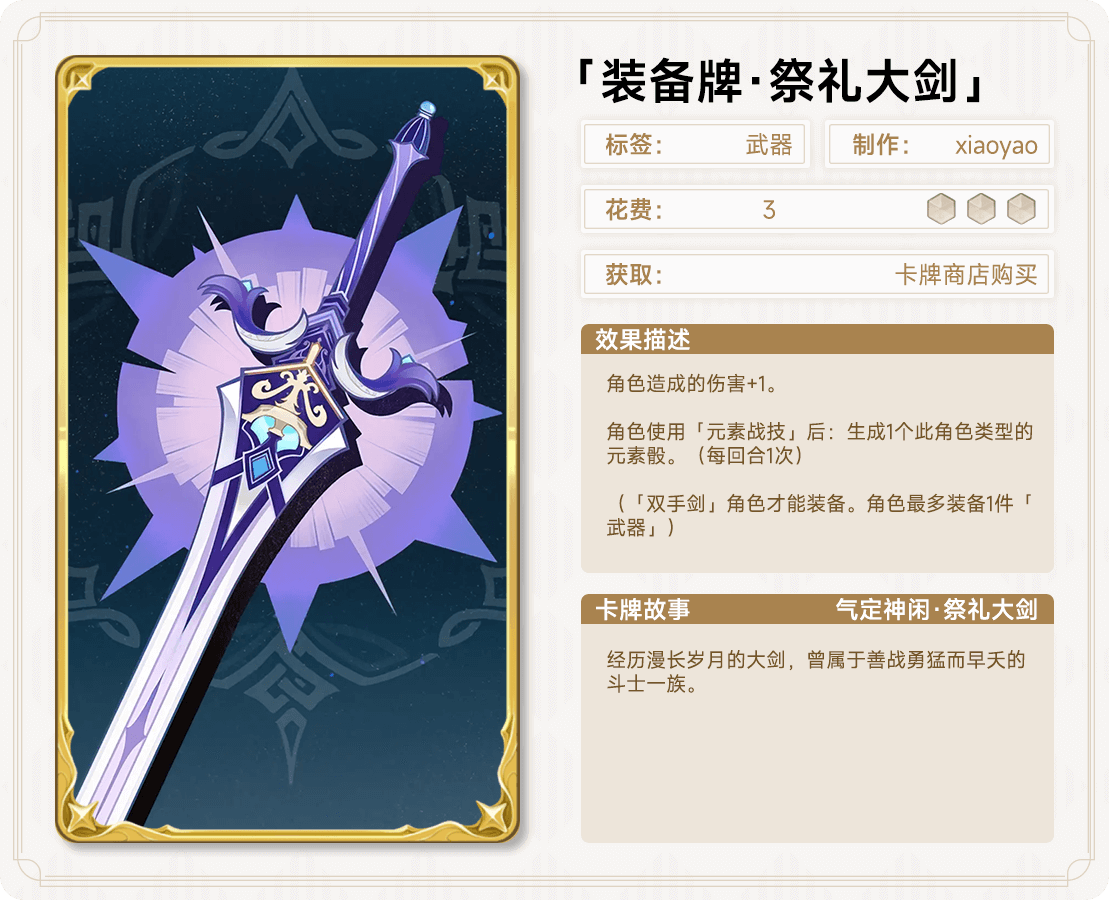 「装备牌·祭礼大剑」
标签： 武器 制作： xiaoyao
花费： 3
获取： 卡牌商店购买
效果描述
角色造成的伤害+1。
角色使用「元素战技」后：生成1个此角色类型的
元素骰。（每回合1次）
（「双手剑」角色才能装备。角色最多装备1件「
武器」）
卡牌故事 气定神闲·祭礼大剑
经历漫长岁月的大剑，曾属于善战勇猛而早夭的
斗士一族。